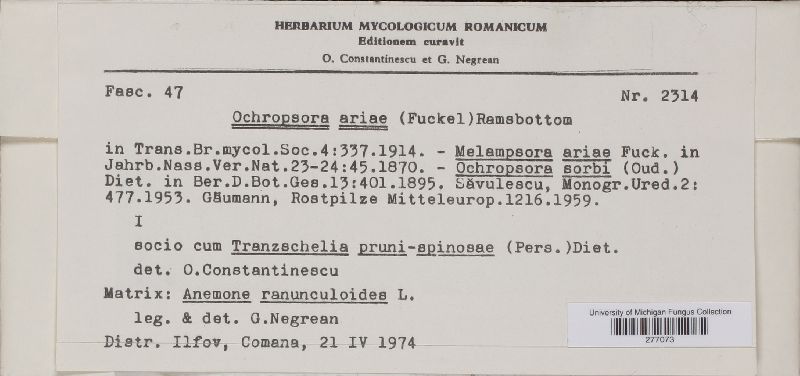 HERBARIUM MYCOLOGICUM ROMANICUM
Editionem curavit
O. Constantinescu et G. Negrean
Fasc. 47
Nr. 2314
Ochropsora ariae (Fuckel)Ramsbottom
in Trans.Br.mycol.Soc.4:337.1914. - Melampsora ariae Fuck. in
Jahrb.Nass.Ver.Nat.23-24:45.1870. - Ochropsora sorbi (Oud.)
Diet. in Ber.D.Bot.Ges.13:401.1895. Săvulescu, Monogr.Ured.2:
477.1953. Gäumann, Rostpilze Mitteleurop.1216.1959.
I
socio cum Tranzschelia pruni-spinosae (Pers.)Diet.
det. O.Constantinescu
Matrix: Anemone ranunculoides L.
leg. & det. G.Negrean
Distr. Ilfov, Comana, 21 IV 1974
University of Michigan Fungus Collection
277073